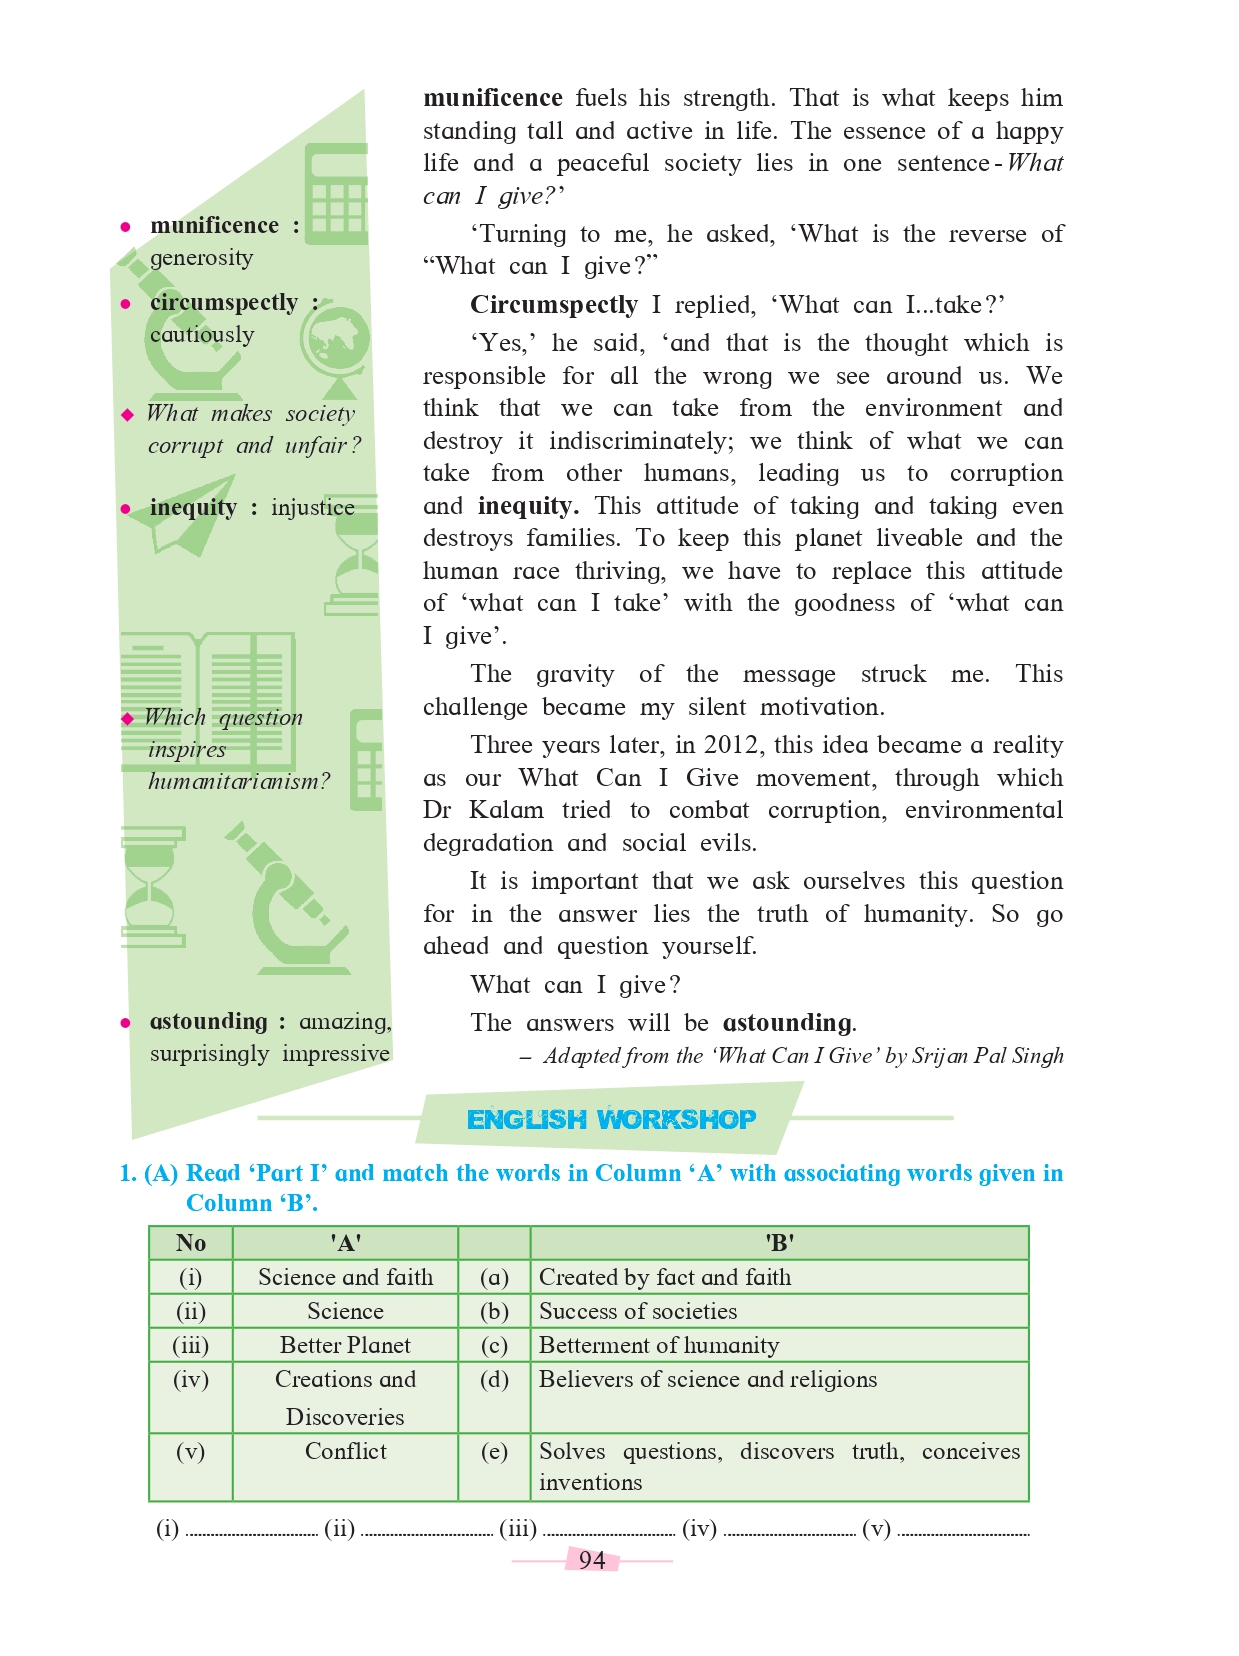 munificence fuels his strength. That is what keeps him
standing tall and active in life. The essence of a happy
life and a peaceful society lies in one sentence - What
can I give?’
‘Turning to me, he asked, ‘What is the reverse of
“What can I give?”
Circumspectly I replied, ‘What can I...take?’
‘Yes,’ he said, ‘and that is the thought which is
responsible for all the wrong we see around us. We
think that we can take from the environment and
destroy it indiscriminately; we think of what we can
take from other humans, leading us to corruption
and inequity. This attitude of taking and taking even
destroys families. To keep this planet liveable and the
human race thriving, we have to replace this attitude
of ‘what can I take’ with the goodness of ‘what can
I give’.
The gravity of the message struck me. This
challenge became my silent motivation.
Three years later, in 2012, this idea became a reality
as our What Can I Give movement, through which
Dr Kalam tried to combat corruption, environmental
degradation and social evils.
It is important that we ask ourselves this question
for in the answer lies the truth of humanity. So go
ahead and question yourself.
What can I give?
The answers will be astounding.
– Adapted from the ‘What Can I Give’ by Srijan Pal Singh
• munificence :
generosity
• circumspectly :
cautiously
◆ What makes society
corrupt and unfair?
• inequity : injustice
◆ Which question
inspires
humanitarianism?
• astounding : amazing,
surprisingly impressive
ENGLISH WORKSHOP
1. (A) Read ‘Part I’ and match the words in Column ‘A’ with associating words given in
Column ‘B’.
No 'A' 'B'
(i) Science and faith (a) Created by fact and faith
(ii) Science (b) Success of societies
(iii) Better Planet (c) Betterment of humanity
(iv) Creations and (d) Believers of science and religions
Discoveries
(v) Conflict (e) Solves questions, discovers truth, conceives
inventions
(i) ................................. (ii) ................................. (iii) ................................. (iv) ................................. (v) .................................
94